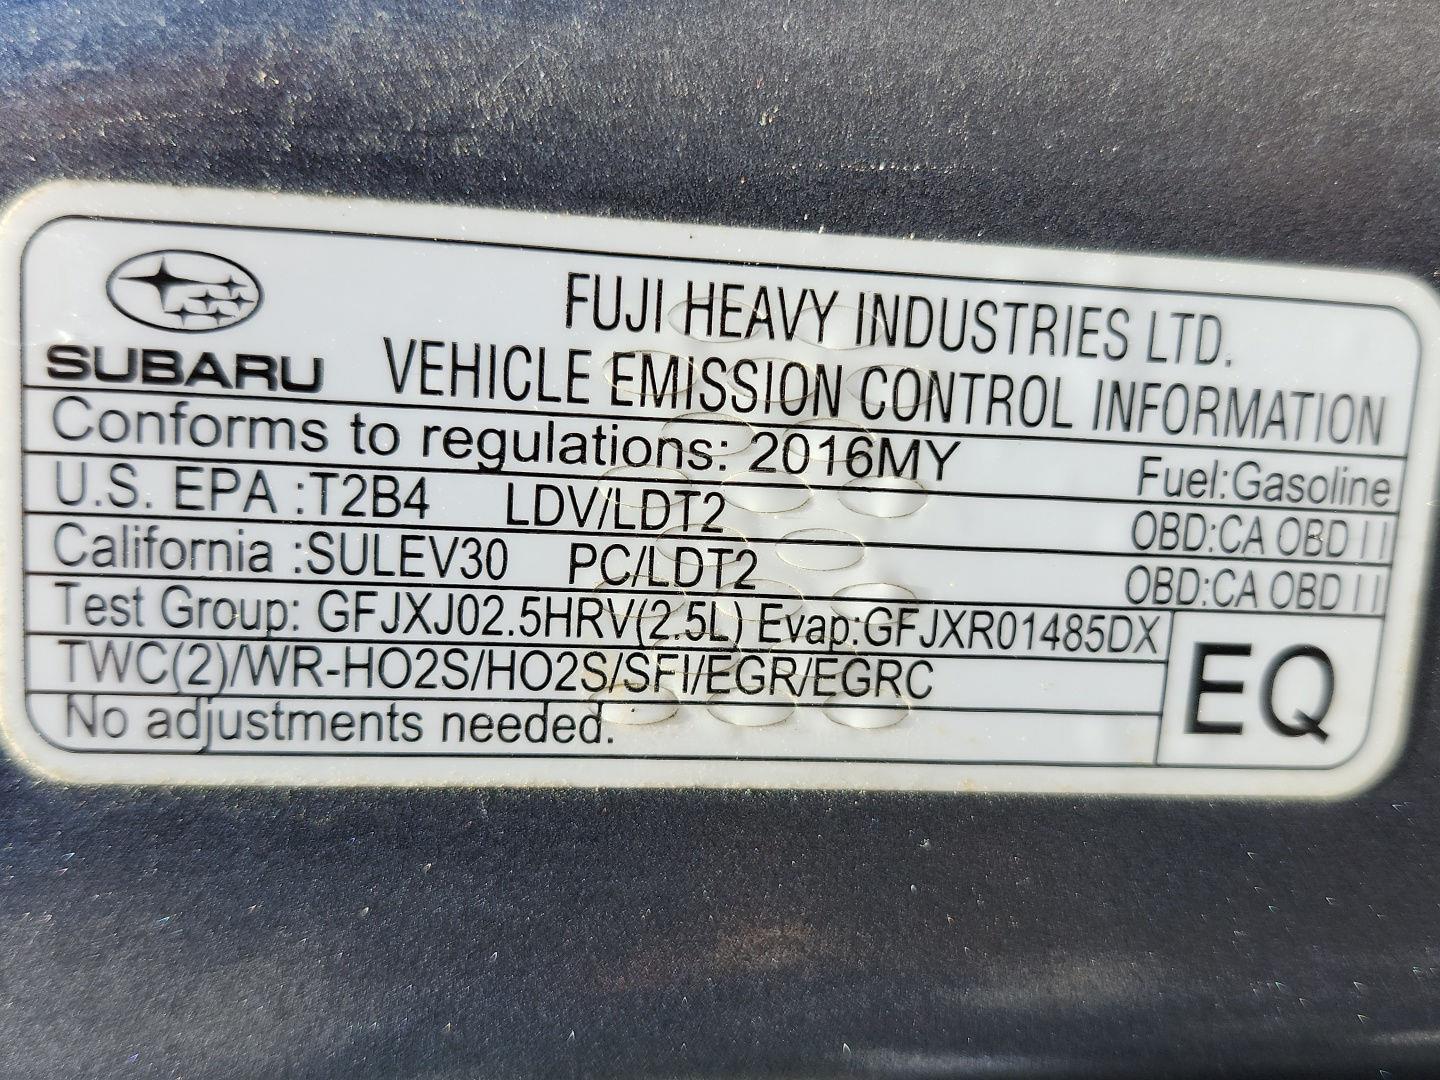 FUJI HEAVY INDUSTRIES LTD.
SUBARU VEHICLE EMISSION CONTROL INFORMATION
Conforms to regulations: 2016MY Fuel:Gasoline
U.S. EPA :T2B4 LDV/LDT2 OBD:CA OBD II
California :SULEV30 PC/LDT2 OBD:CA OBD II
Test Group: GFJXJ02.5HRV(2.5L) Evap:GFJXR01485DX
TWC(2)/WR-HO2S/HO2S/SFI/EGR/EGRC
EQ
No adjustments needed.